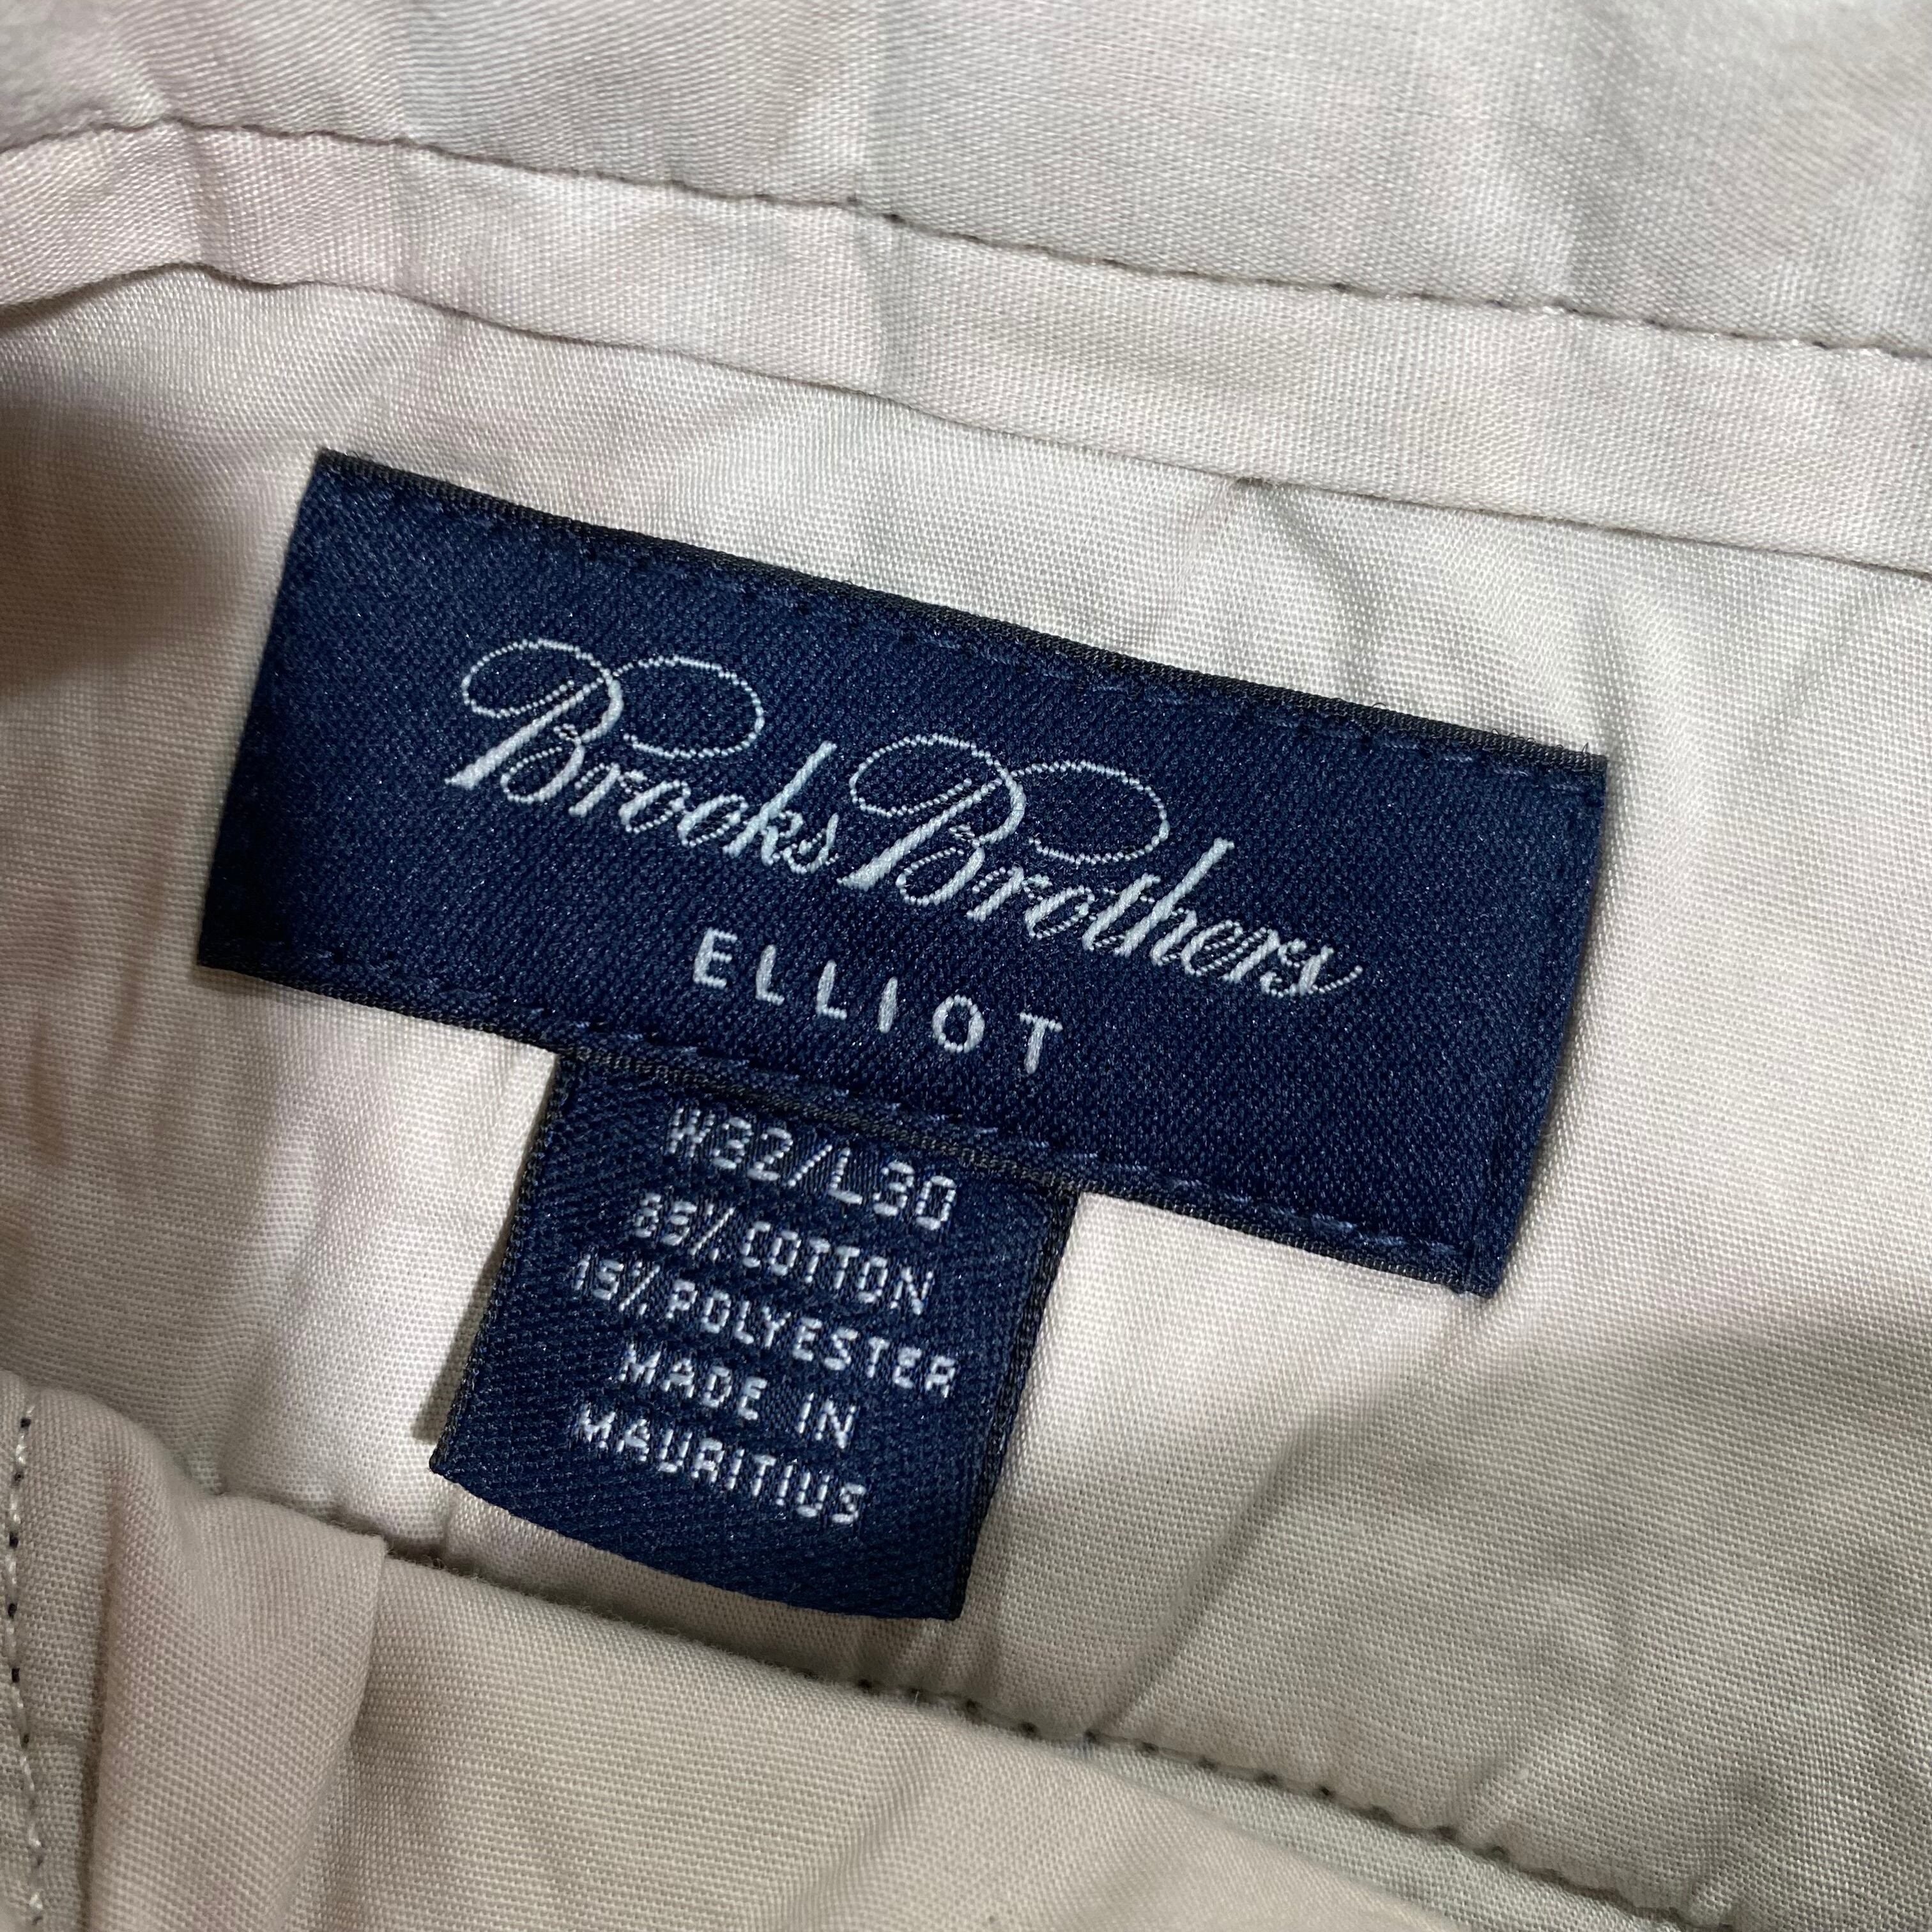 Brooks Brothers
ELLIOT
W32/L30
85% COTTON
15% POLYESTER
MADE IN
MAURITIUS